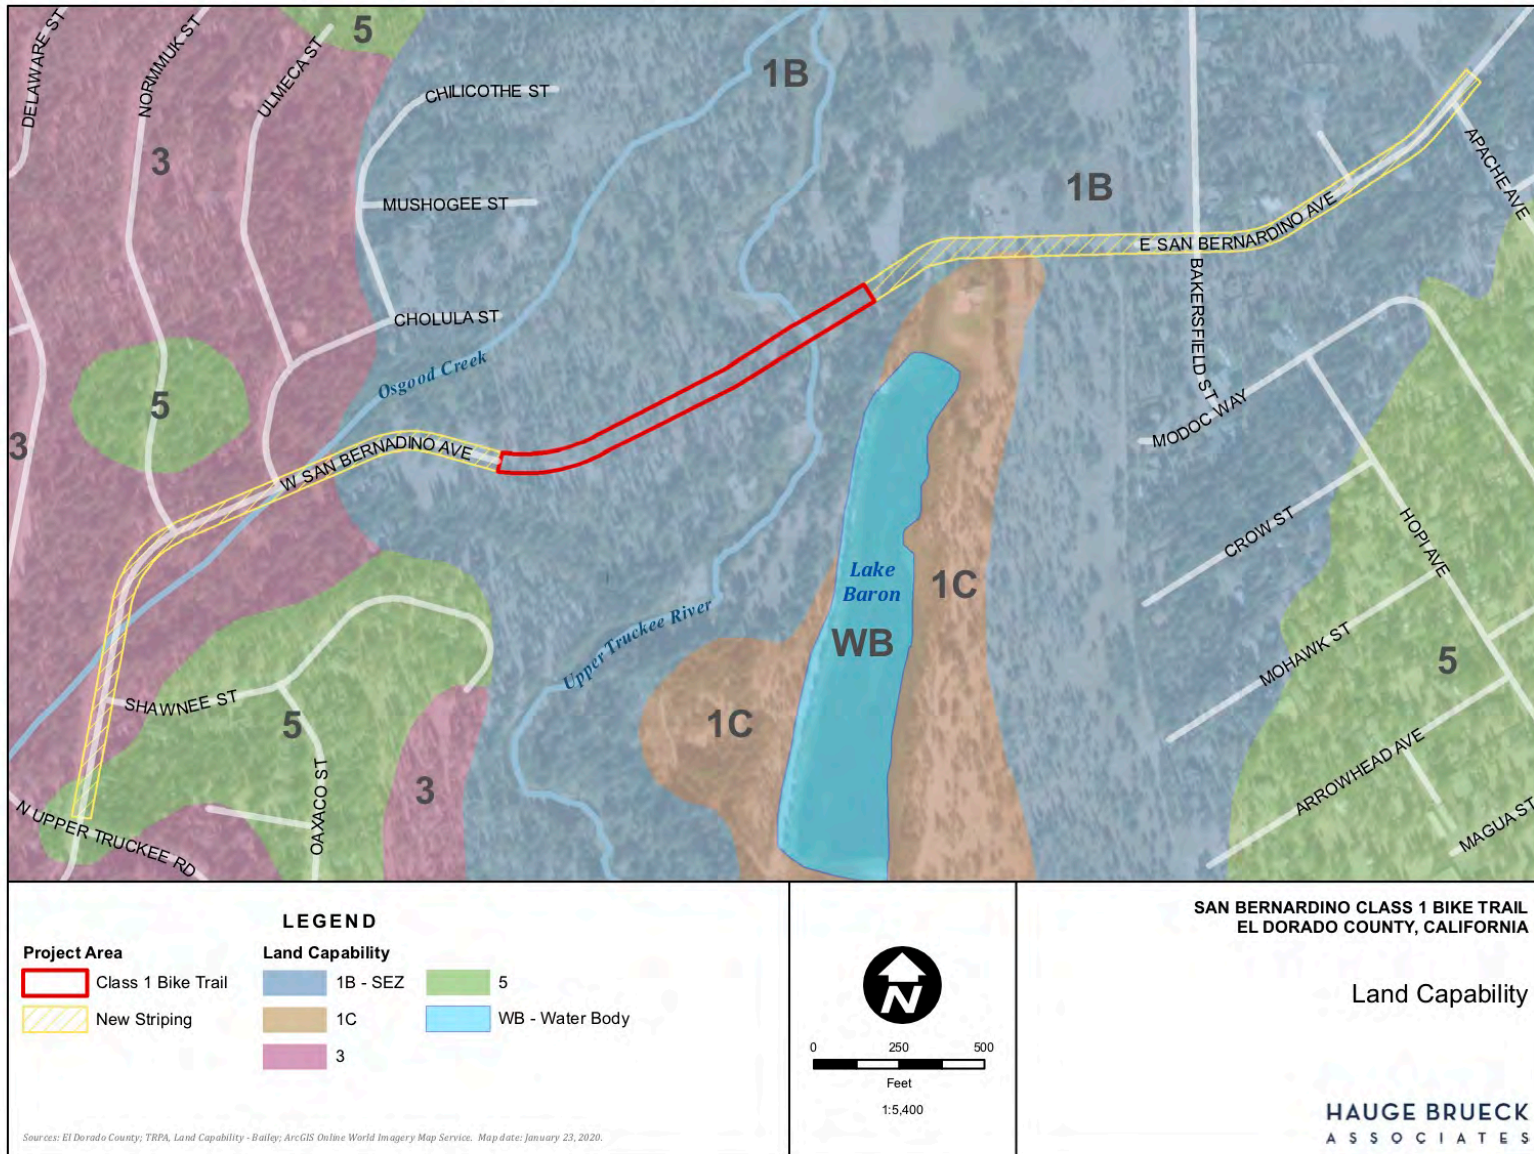 DELAWARE ST
NORMMUK ST
ULMECA ST
5
CHILICOTHE ST
1B
3
MUSHOGEE ST
1B
APACHE AVE
E SAN BERNARDINO AVE
CHOLULA ST
BAKERSFIELD ST
Osgood Creek
5
3
MODOC WAY
W SAN BERNADINO AVE
CROW ST
HOPI AVE
Lake
Baron
1C
WB
Upper Truckee River
MOHAWK ST
5
SHAWNEE ST
5
1C
3
OAXACO ST
ARROWHEAD AVE
N UPPER TRUCKEE RD
MAGUA ST
LEGEND
Project Area
Class 1 Bike Trail
New Striping
Land Capability
1B - SEZ
1C
3
5
WB - Water Body
Sources: El Dorado County; TRPA, Land Capability - Bailey; ArcGIS Online World Imagery Map Service. Map date: January 23, 2020.
N
0 250 500
Feet
1:5,400
SAN BERNARDINO CLASS 1 BIKE TRAIL
EL DORADO COUNTY, CALIFORNIA
Land Capability
HAUGE BRUECK
ASSOCIATES